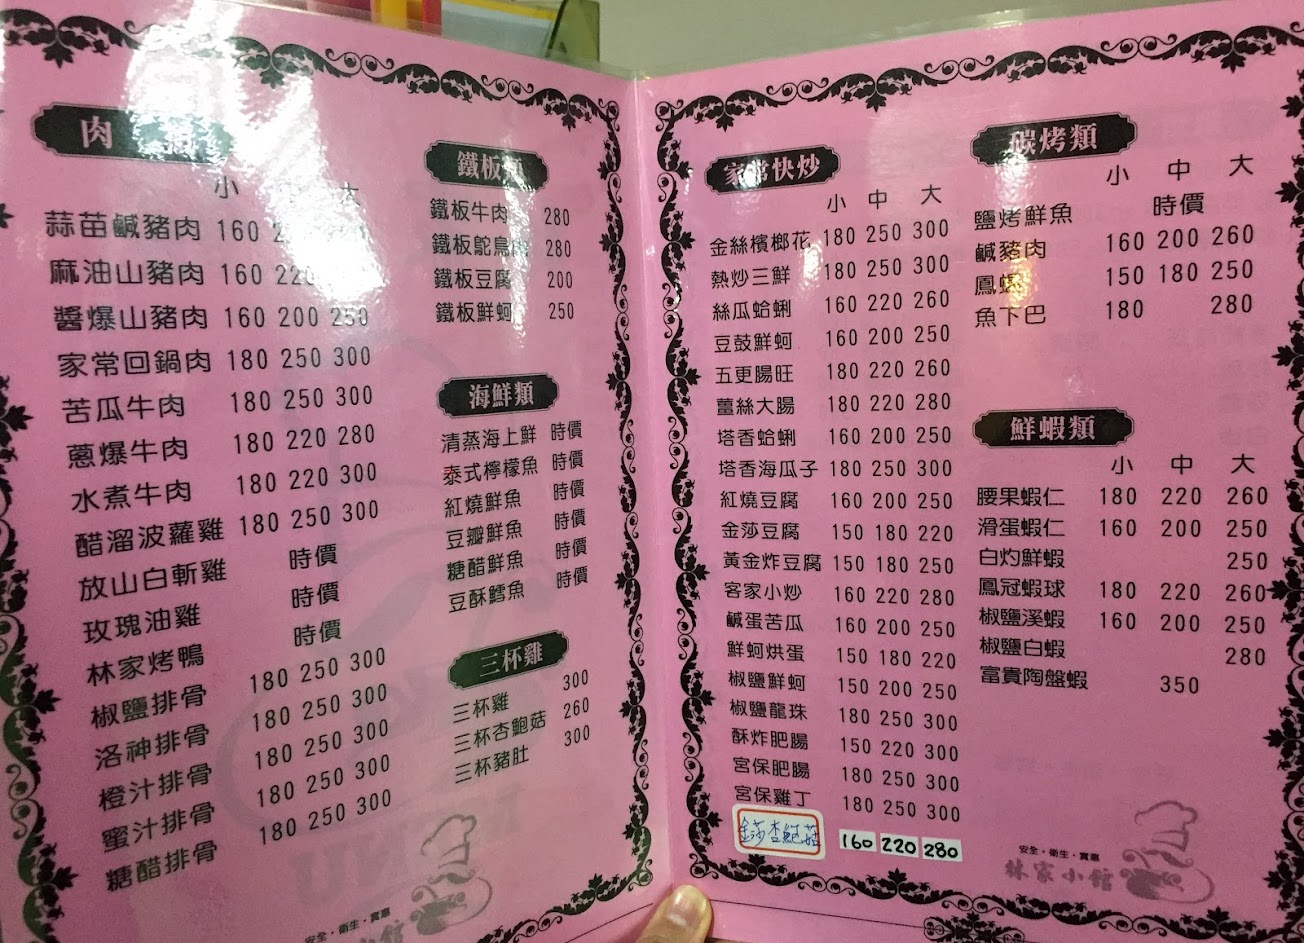 肉
小 大
蒜苗鹹豬肉 160
麻油山豬肉 160 220
醬爆山豬肉 160 200 250
家常回鍋肉 180 250 300
苦瓜牛肉 180 250 300
蔥爆牛肉 180 220 280
水煮牛肉 180 220 300
醋溜波蘿雞 180 250 300
放山白斬雞 時價
玫瑰油雞 時價
林家烤鴨 時價
椒鹽排骨 180 250 300
洛神排骨 180 250 300
橙汁排骨 180 250 300
蜜汁排骨 180 250 300
糖醋排骨 180 250 300
鐵板
鐵板牛肉 280
鐵板鴕鳥肉 280
鐵板豆腐 200
鐵板鮮蚵 250
海鮮類
清蒸海上鮮 時價
泰式檸檬魚 時價
紅燒鮮魚 時價
豆瓣鮮魚 時價
糖醋鮮魚 時價
豆酥鱈魚 時價
三杯雞
三杯雞 300
三杯杏鮑菇 260
三杯豬肚 300
安全·衛生·實惠
家小館
家常快炒
小 中 大
金絲檳榔花 180 250 300
熱炒三鮮 180 250 300
絲瓜蛤蜊 160 220 260
豆鼓鮮蚵 160 200 250
五更腸旺 180 220 260
薑絲大腸 180 220 280
塔香蛤蜊 160 200 250
塔香海瓜子 180 250 300
紅燒豆腐 160 200 250
金莎豆腐 150 180 220
黃金炸豆腐 150 180 250
客家小炒 160 220 280
鹹蛋苦瓜 160 200 250
鮮蚵烘蛋 150 180 220
椒鹽鮮蚵 150 200 250
椒鹽龍珠 180 250 300
酥炸肥腸 150 220 300
宮保肥腸 180 250 300
宮保雞丁 180 250 300
金莎杏鮑菇 160 220 280
碳烤類
小 中 大
鹽烤鮮魚 時價
鹹豬肉 160 200 260
鳳螺 150 180 250
魚下巴 180 280
鮮蝦類
小 中 大
腰果蝦仁 180 220 260
滑蛋蝦仁 160 200 250
白灼鮮蝦 250
鳳冠蝦球 180 220 260
椒鹽溪蝦 160 200 250
椒鹽白蝦 280
富貴陶盤蝦 350
安全·衛生·實惠
林家小館